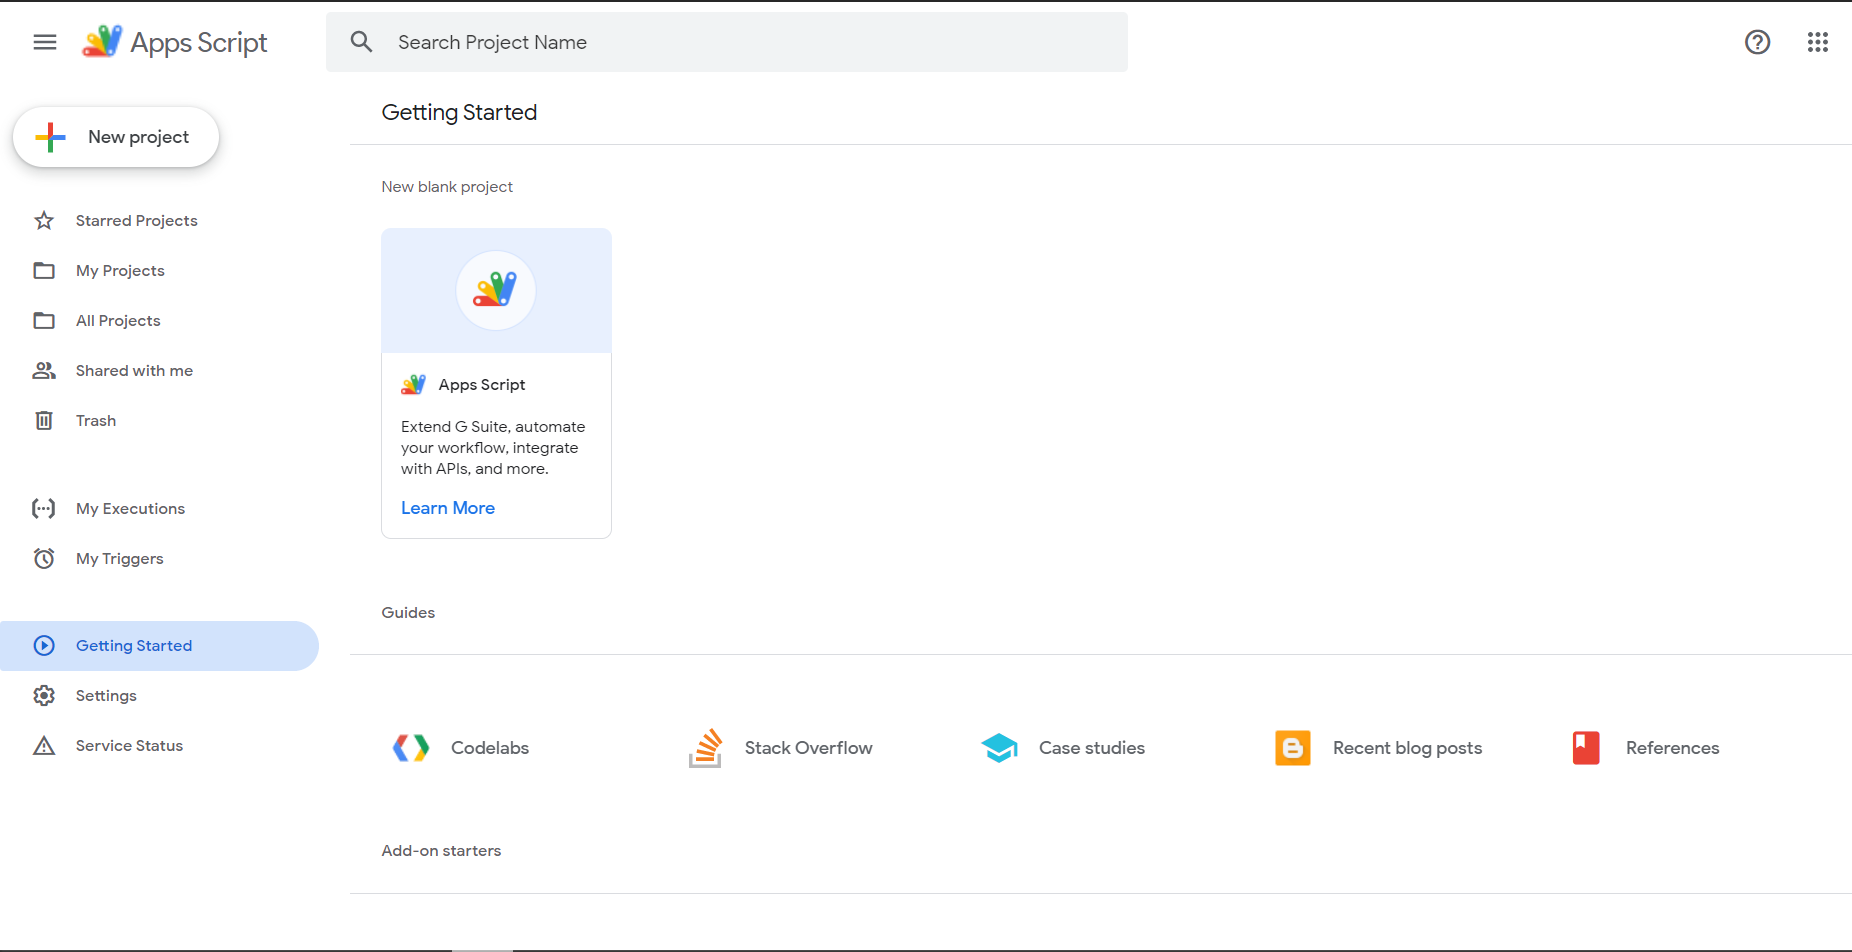 Apps Script
Search Project Name
New project
Starred Projects
My Projects
All Projects
Shared with me
Trash
My Executions
My Triggers
Getting Started
Settings
Service Status
Getting Started
New blank project
Apps Script
Extend G Suite, automate
your workflow, integrate
with APIs, and more.
Learn More
Guides
Codelabs
Stack Overflow
Case studies
Recent blog posts
References
Add-on starters